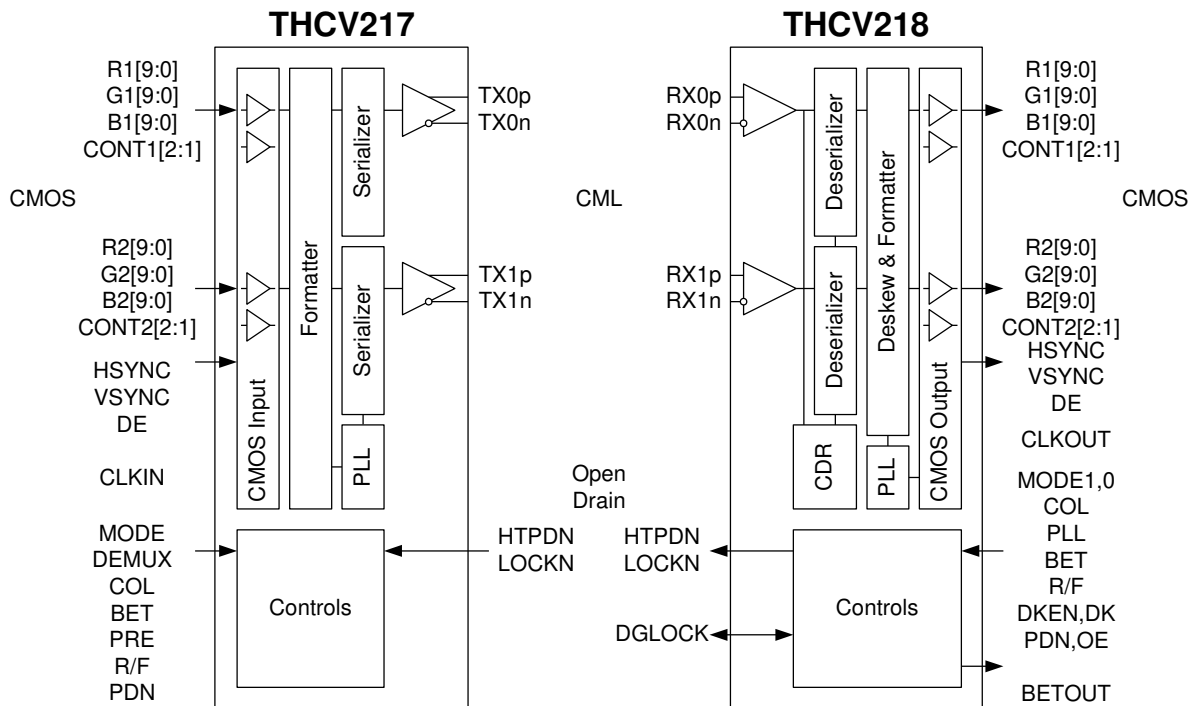 THCV217
R1[9:0]
G1[9:0]
B1[9:0]
CONT1[2:1]
CMOS
R2[9:0]
G2[9:0]
B2[9:0]
CONT2[2:1]
HSYNC
VSYNC
DE
CLKIN
MODE
DEMUX
COL
BET
PRE
R/F
PDN
CMOS Input
Formatter
Serializer
Serializer
PLL
Controls
TX0p
TX0n
TX1p
TX1n
HTPDN
LOCKN
CML
Open
Drain
THCV218
RX0p
RX0n
RX1p
RX1n
HTPDN
LOCKN
DGLOCK
Deserializer
Deserializer
CDR
Deskew & Formatter
PLL
CMOS Output
Controls
R1[9:0]
G1[9:0]
B1[9:0]
CONT1[2:1]
CMOS
R2[9:0]
G2[9:0]
B2[9:0]
CONT2[2:1]
HSYNC
VSYNC
DE
CLKOUT
MODE1,0
COL
PLL
BET
R/F
DKEN,DK
PDN,OE
BETOUT